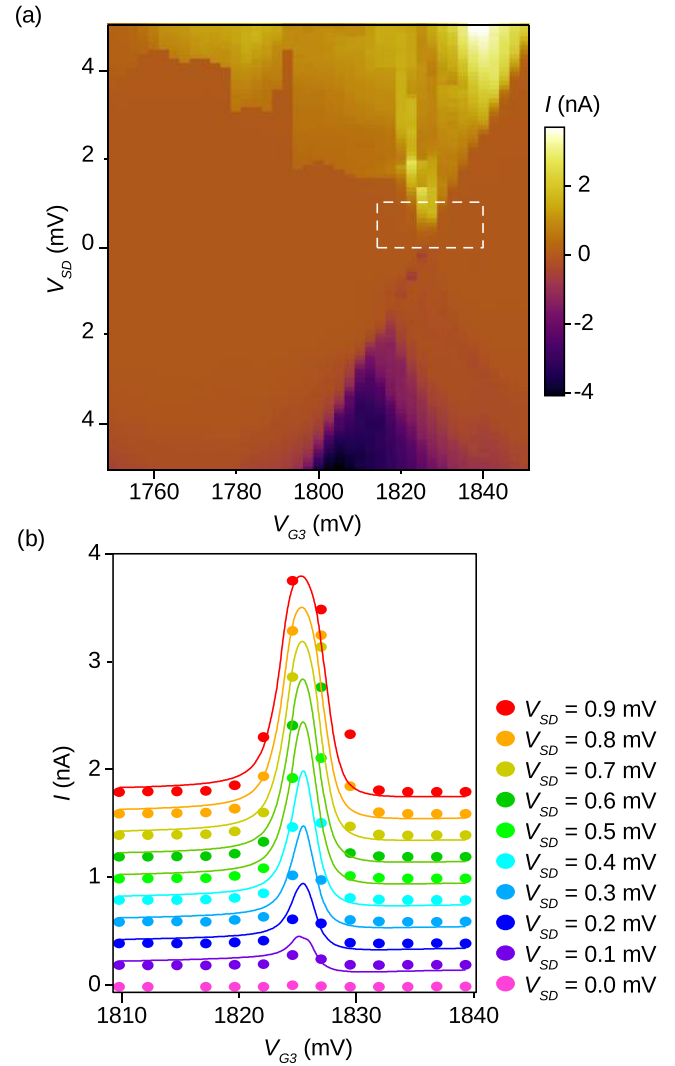 (a)
I (nA)
4
2
0
2
4
V_SD (mV)
2
0
-2
-4
1760 1780 1800 1820 1840
V_G3 (mV)
(b)
4
3
2
1
0
I (nA)
1810 1820 1830 1840
V_G3 (mV)
V_SD = 0.9 mV
V_SD = 0.8 mV
V_SD = 0.7 mV
V_SD = 0.6 mV
V_SD = 0.5 mV
V_SD = 0.4 mV
V_SD = 0.3 mV
V_SD = 0.2 mV
V_SD = 0.1 mV
V_SD = 0.0 mV